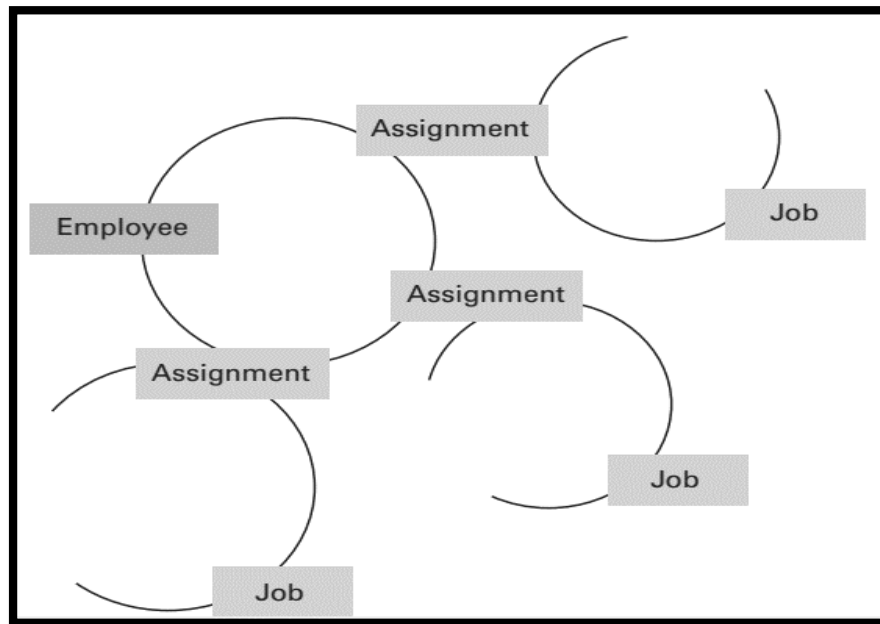 Assignment
Job
Employee
Assignment
Assignment
Job
Job